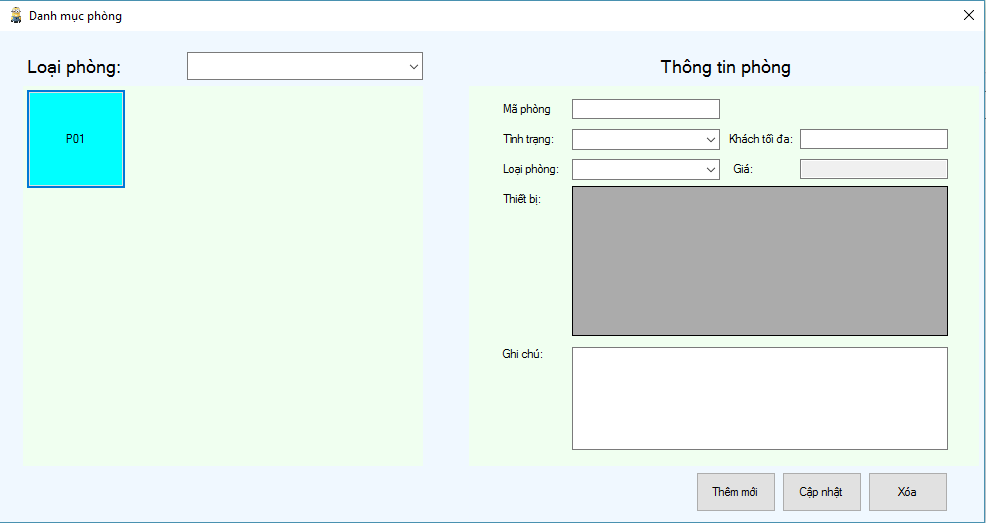 Danh mục phòng
Loại phòng:
P01
Thông tin phòng
Mã phòng
Tình trạng:
Khách tối đa:
Loại phòng:
Giá:
Thiết bị:
Ghi chú:
Thêm mới
Cập nhật
Xóa